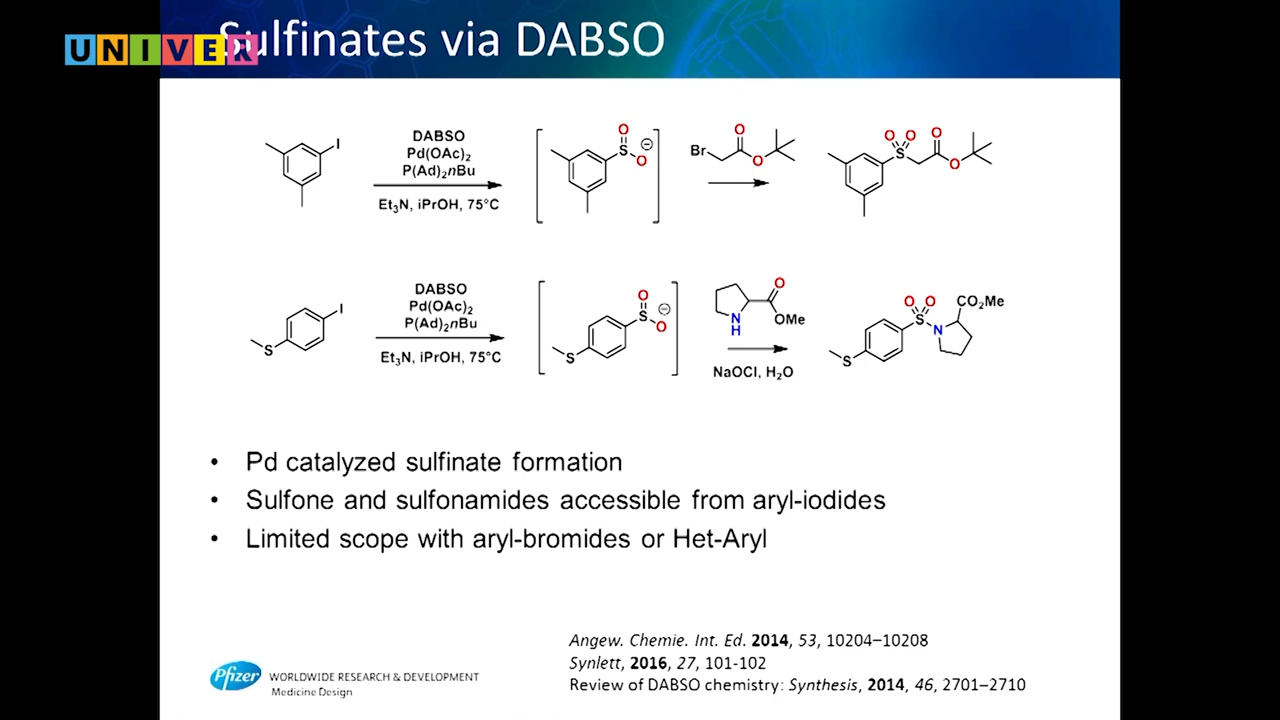 Sulfinates via DABSO
UNIVER
DABSO
Pd(OAc)₂
P(Ad)₂nBu
Et₃N, iPrOH, 75°C
I
O
S
O
⊖
Br
O
O
O O
S
O
O
DABSO
Pd(OAc)₂
P(Ad)₂nBu
Et₃N, iPrOH, 75°C
I
S
O
S
O
⊖
S
O
OMe
N
H
NaOCl, H₂O
O O
S
N
CO₂Me
S
• Pd catalyzed sulfinate formation
• Sulfone and sulfonamides accessible from aryl-iodides
• Limited scope with aryl-bromides or Het-Aryl
Angew. Chemie. Int. Ed. 2014, 53, 10204–10208
Synlett, 2016, 27, 101-102
Review of DABSO chemistry: Synthesis, 2014, 46, 2701–2710
Pfizer
WORLDWIDE RESEARCH & DEVELOPMENT
Medicine Design